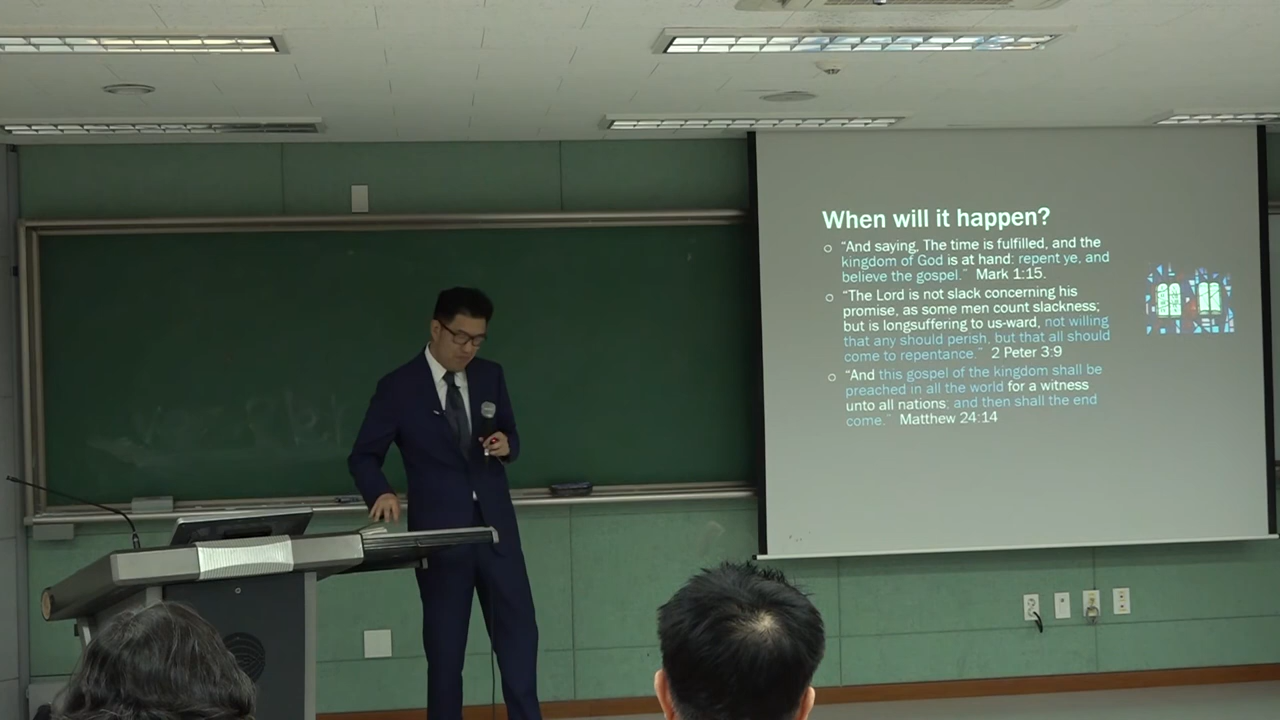 When will it happen?
“And saying, The time is fulfilled, and the
kingdom of God is at hand: repent ye, and
believe the gospel.” Mark 1:15.
“The Lord is not slack concerning his
promise, as some men count slackness;
but is longsuffering to us-ward, not willing
that any should perish, but that all should
come to repentance.” 2 Peter 3:9
“And this gospel of the kingdom shall be
preached in all the world for a witness
unto all nations; and then shall the end
come.” Matthew 24:14